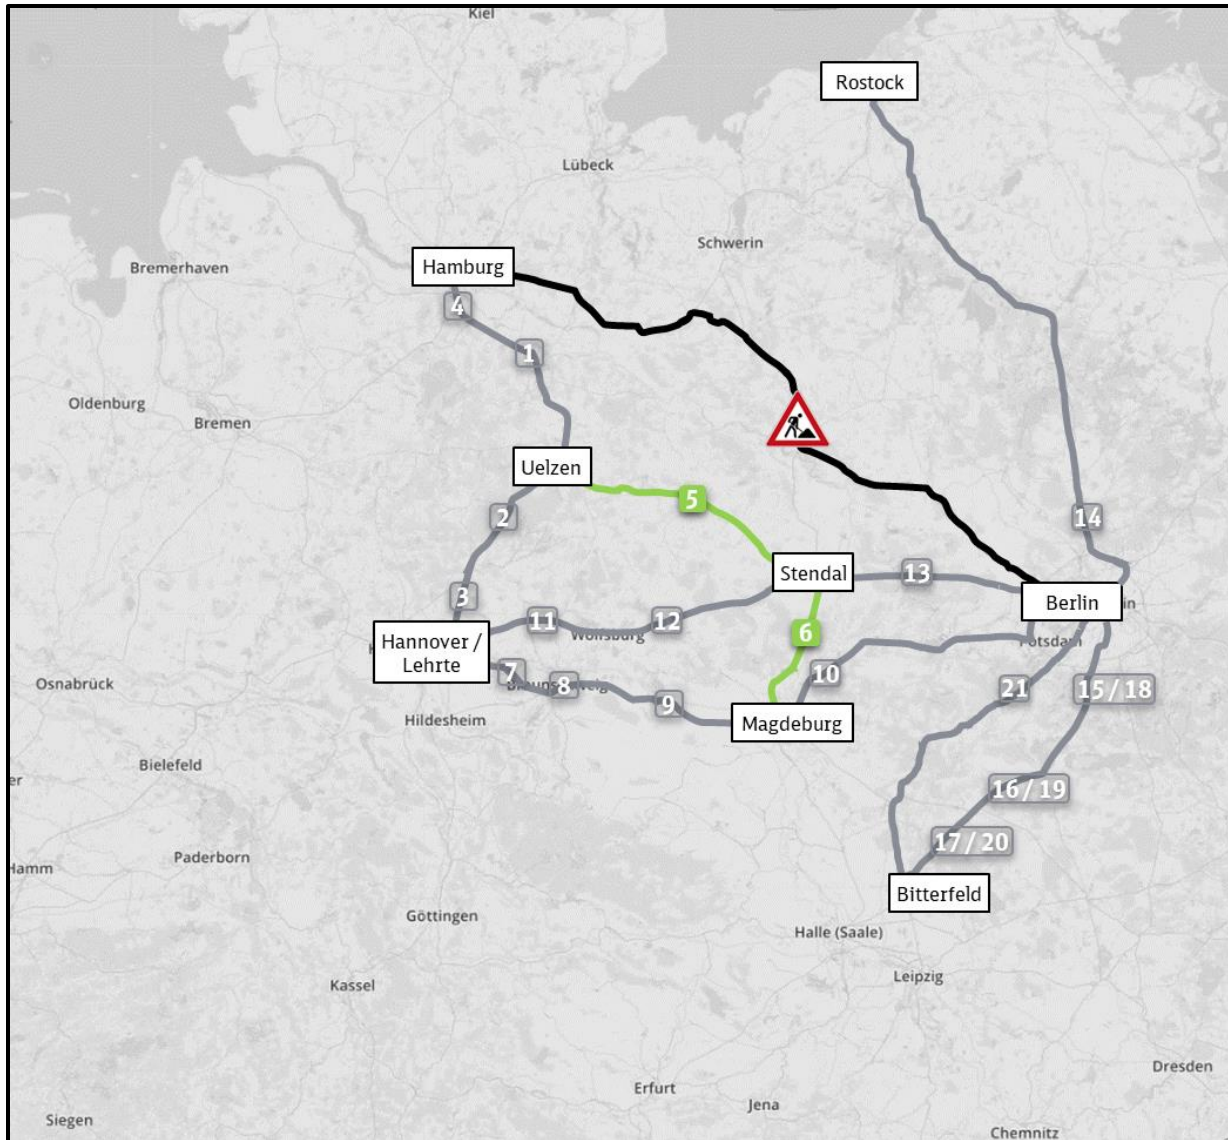 Kiel
Rostock
Lübeck
Schwerin
Hamburg
Bremerhaven
4
1
Oldenburg
Bremen
Uelzen
5
2
14
Stendal
13
3
Berlin
11
12
6
Hannover /
Lehrte
Wolfsburg
Potsdam
7
8
9
10
21
15 / 18
Osnabrück
Hildesheim
Magdeburg
Bielefeld
16 / 19
17 / 20
Paderborn
Hamm
Bitterfeld
Göttingen
Halle (Saale)
Leipzig
Kassel
Dresden
Erfurt
Jena
Siegen
Chemnitz